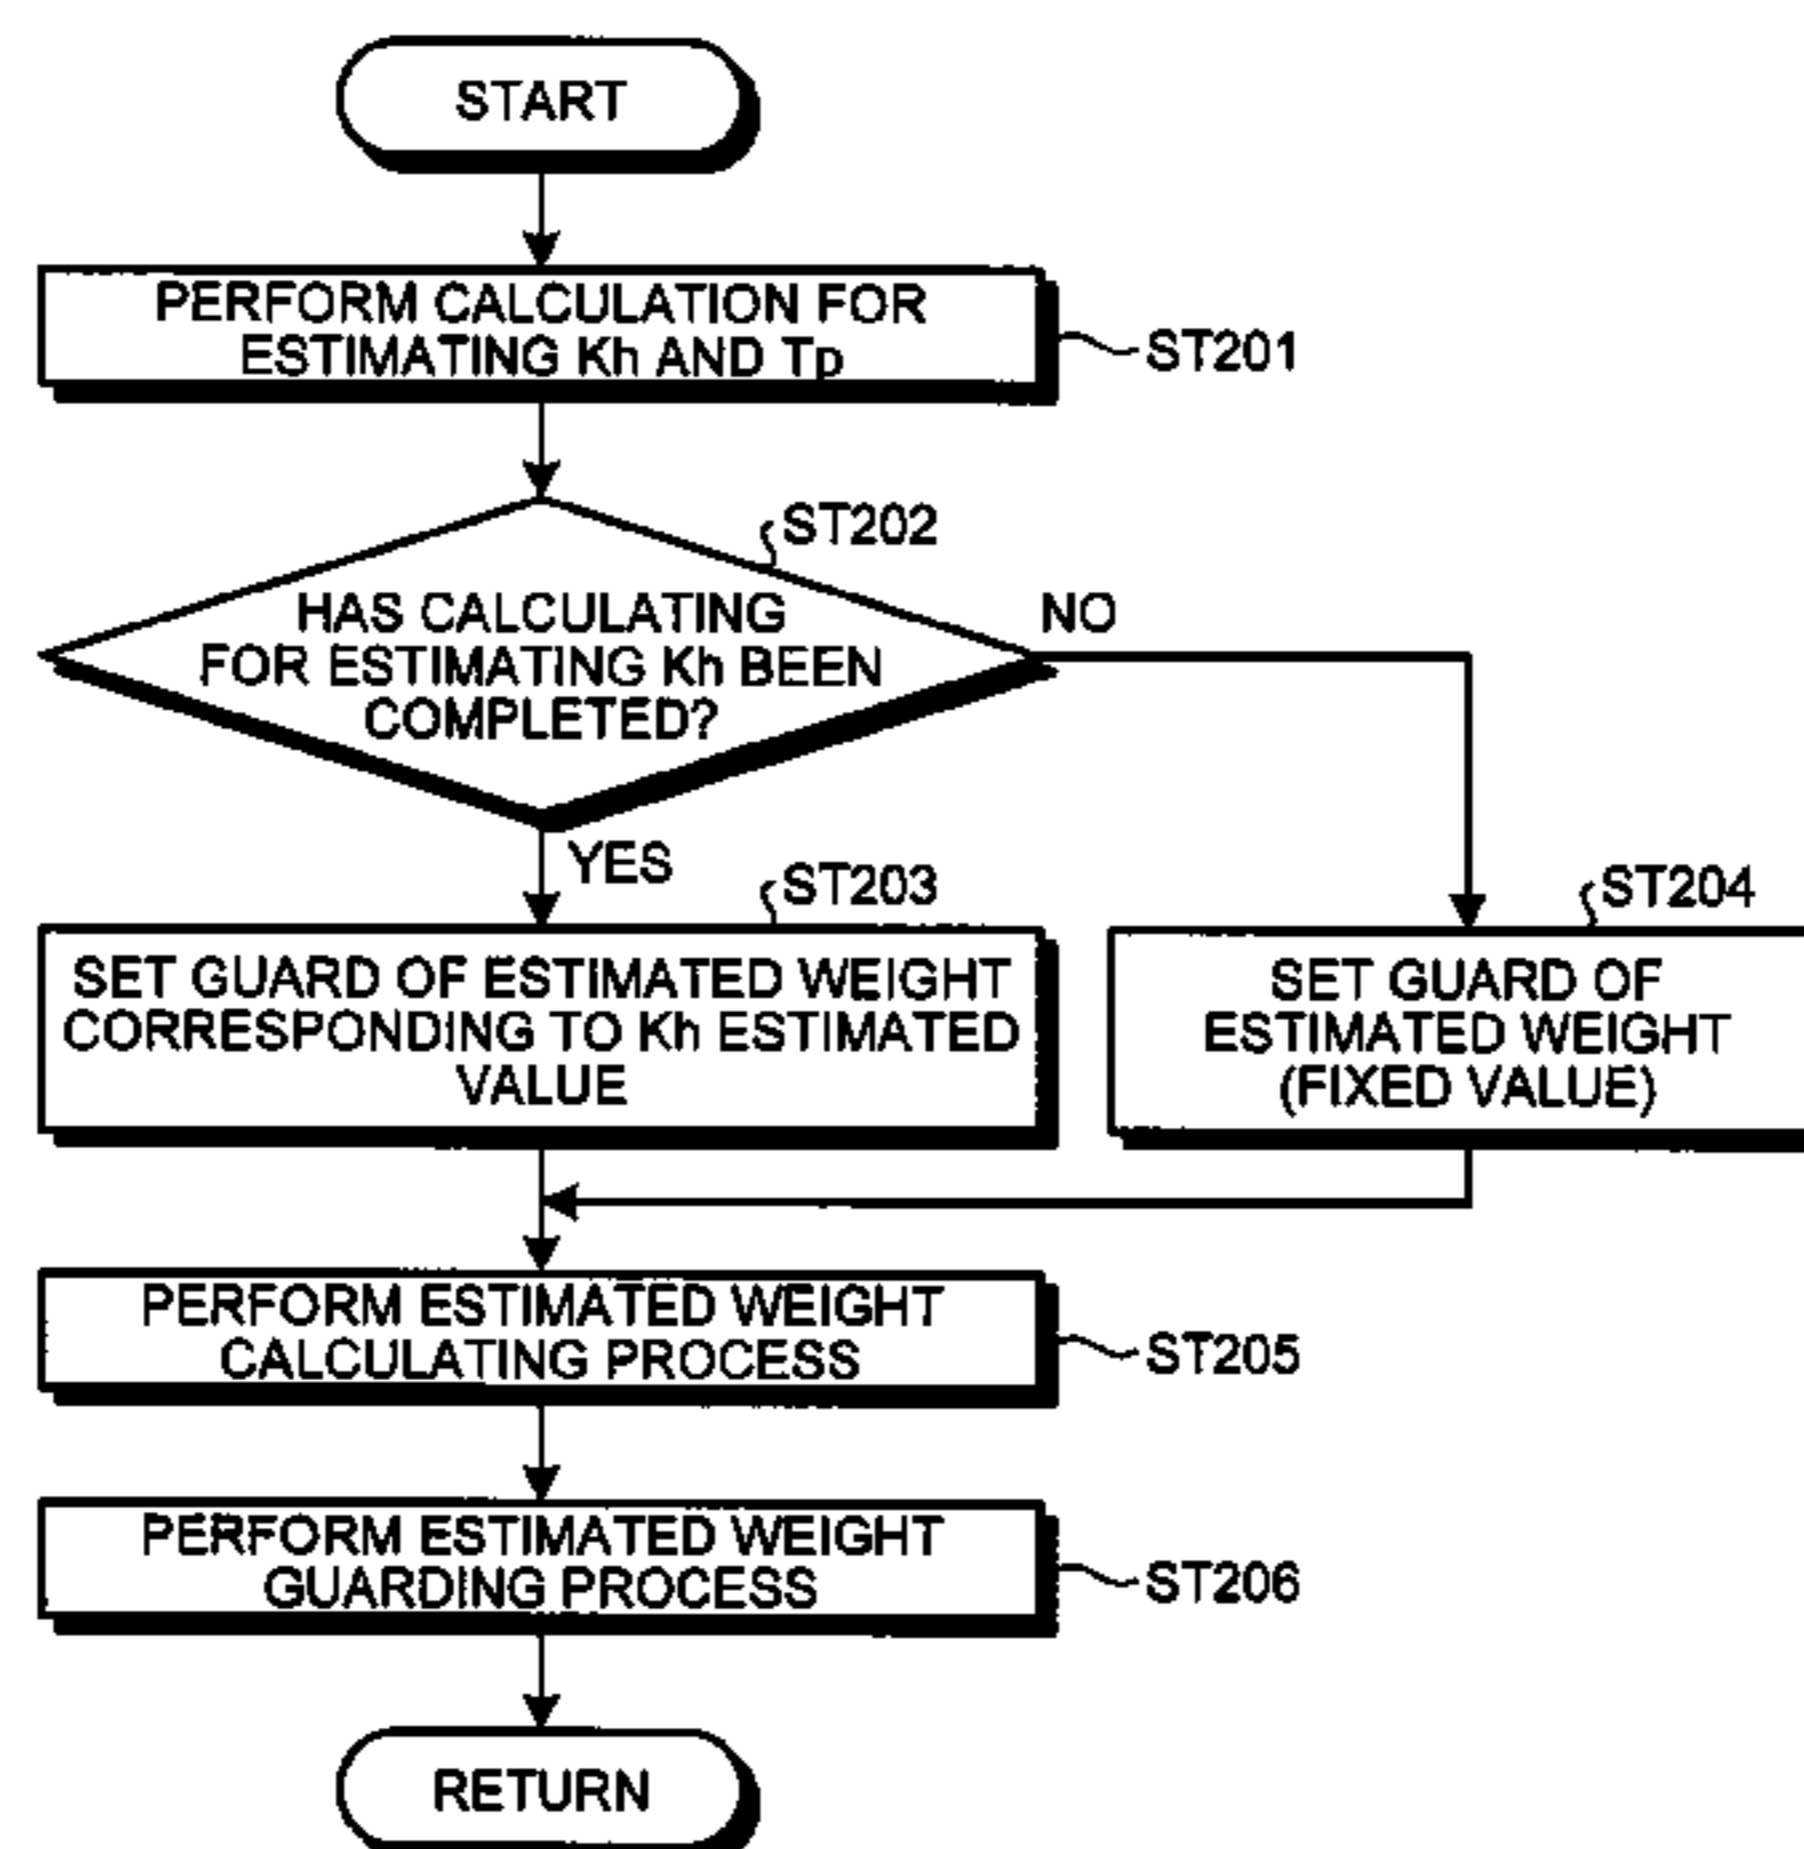 START
PERFORM CALCULATION FOR
ESTIMATING Kh AND Tp
ST201
ST202
HAS CALCULATING
FOR ESTIMATING Kh BEEN
COMPLETED?
NO
YES
ST203
SET GUARD OF ESTIMATED WEIGHT
CORRESPONDING TO Kh ESTIMATED
VALUE
ST204
SET GUARD OF
ESTIMATED WEIGHT
(FIXED VALUE)
PERFORM ESTIMATED WEIGHT
CALCULATING PROCESS
ST205
PERFORM ESTIMATED WEIGHT
GUARDING PROCESS
ST206
RETURN